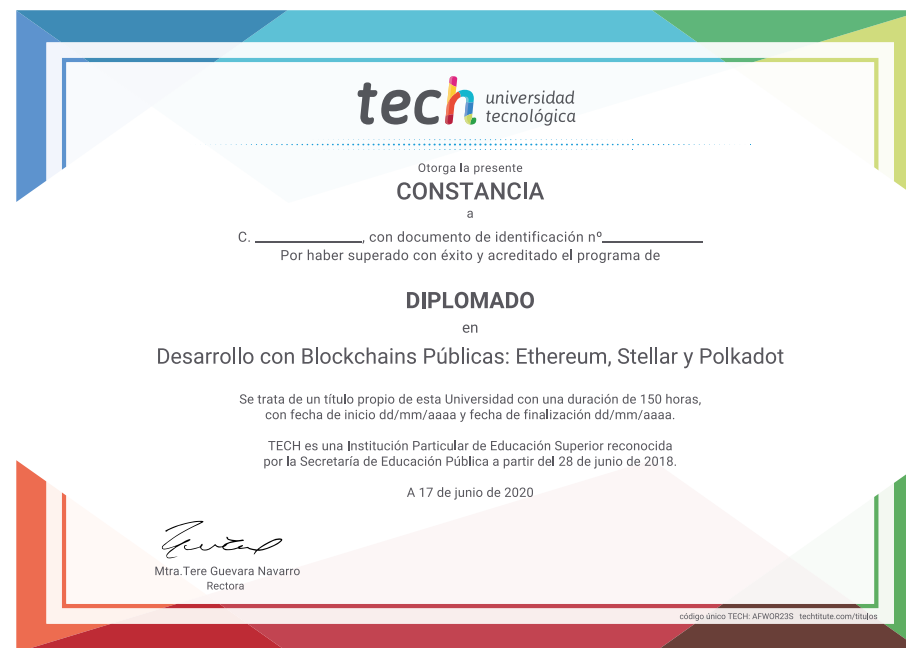 tech universidad
tecnológica
Otorga la presente
CONSTANCIA
a
C. ____________, con documento de identificación nº____________
Por haber superado con éxito y acreditado el programa de
DIPLOMADO
en
Desarrollo con Blockchains Públicas: Ethereum, Stellar y Polkadot
Se trata de un título propio de esta Universidad con una duración de 150 horas,
con fecha de inicio dd/mm/aaaa y fecha de finalización dd/mm/aaaa.
TECH es una Institución Particular de Educación Superior reconocida
por la Secretaría de Educación Pública a partir del 28 de junio de 2018.
A 17 de junio de 2020
Mtra.Tere Guevara Navarro
Rectora
código único TECH: AFWOR23S techtitute.com/titulos